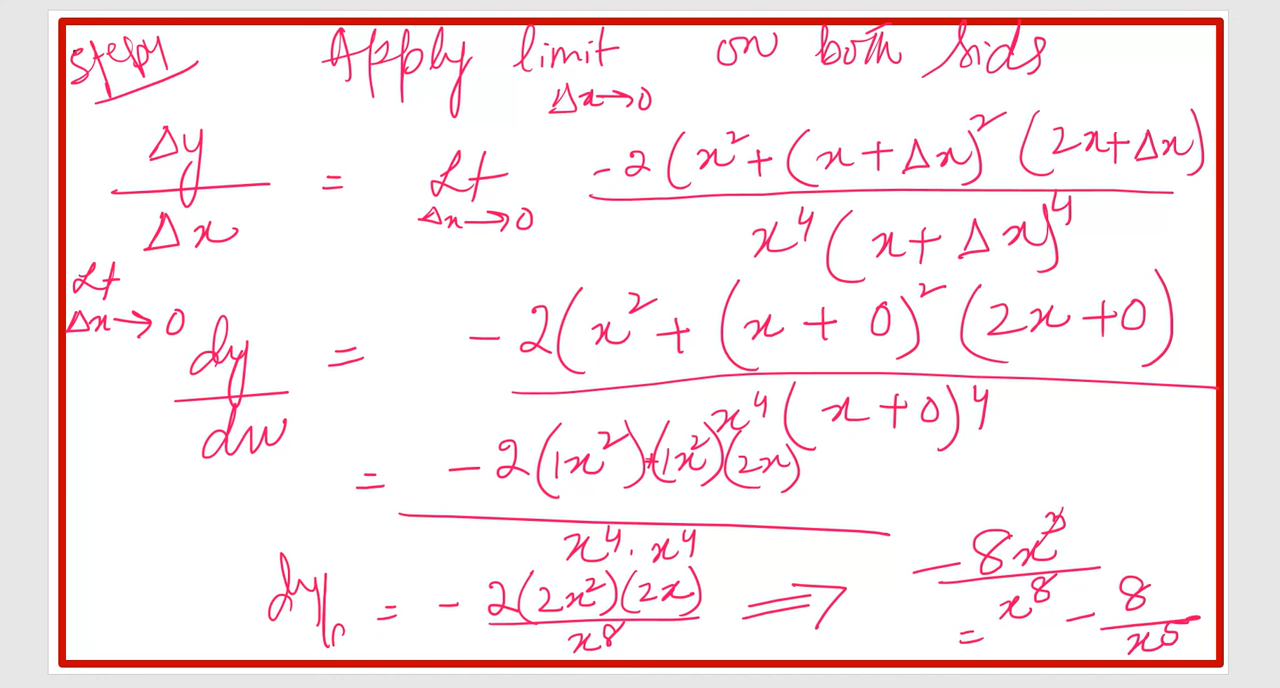 step4 Apply limit on both sids
Δx→0
Δy/Δx = Lt Δx→0 -2(x²+(x+Δx)² (2x+Δx) / x⁴(x+Δx)⁴
Lt Δx→0
dy/dx = -2(x²+(x+0)² (2x+0) / x⁴(x+0)⁴
= -2(1x²)+(1x²)(2x) / x⁴.x⁴
dy/ = -2(2x²)(2x) / x⁸ ⟹ -8x³ / x⁸
= -8/x⁵